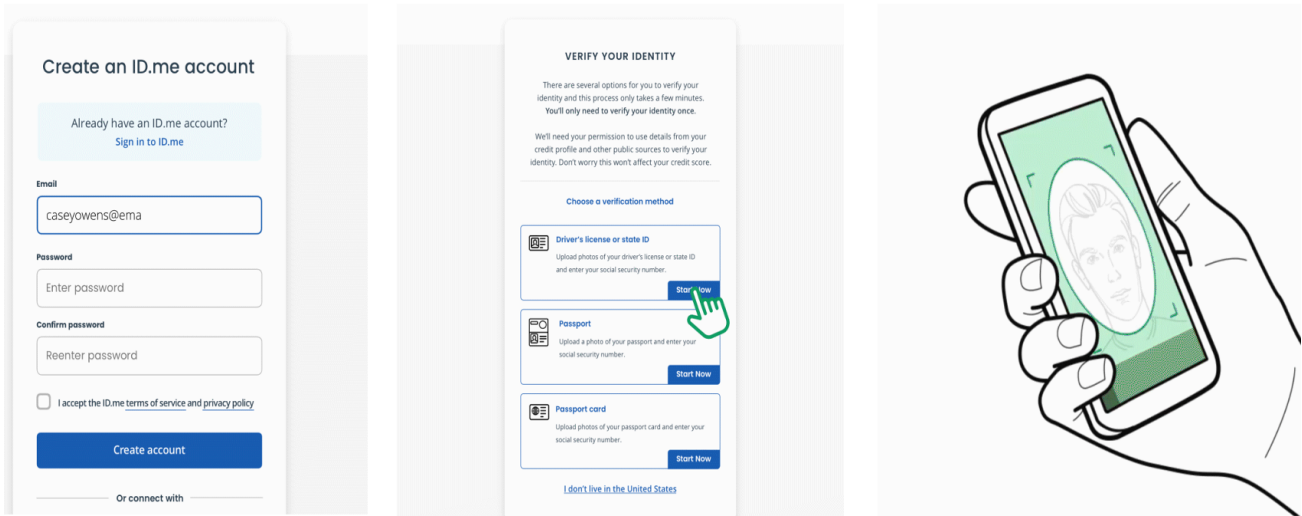 Create an ID.me account
Already have an ID.me account?
Sign in to ID.me
Email
caseyowens@ema
Password
Enter password
Confirm password
Reenter password
I accept the ID.me terms of service and privacy policy
Create account
Or connect with
VERIFY YOUR IDENTITY
There are several options for you to verify your
identity and this process only takes a few minutes.
You'll only need to verify your identity once.
We'll need your permission to use details from your
credit profile and other public sources to verify your
identity. Don't worry this won't affect your credit score.
Choose a verification method
Driver's license or state ID
Upload photos of your driver's license or state ID
and enter your social security number.
Start Now
Passport
Upload a photo of your passport and enter your
social security number.
Start Now
Passport card
Upload photos of your passport card and enter your
social security number.
Start Now
I don't live in the United States